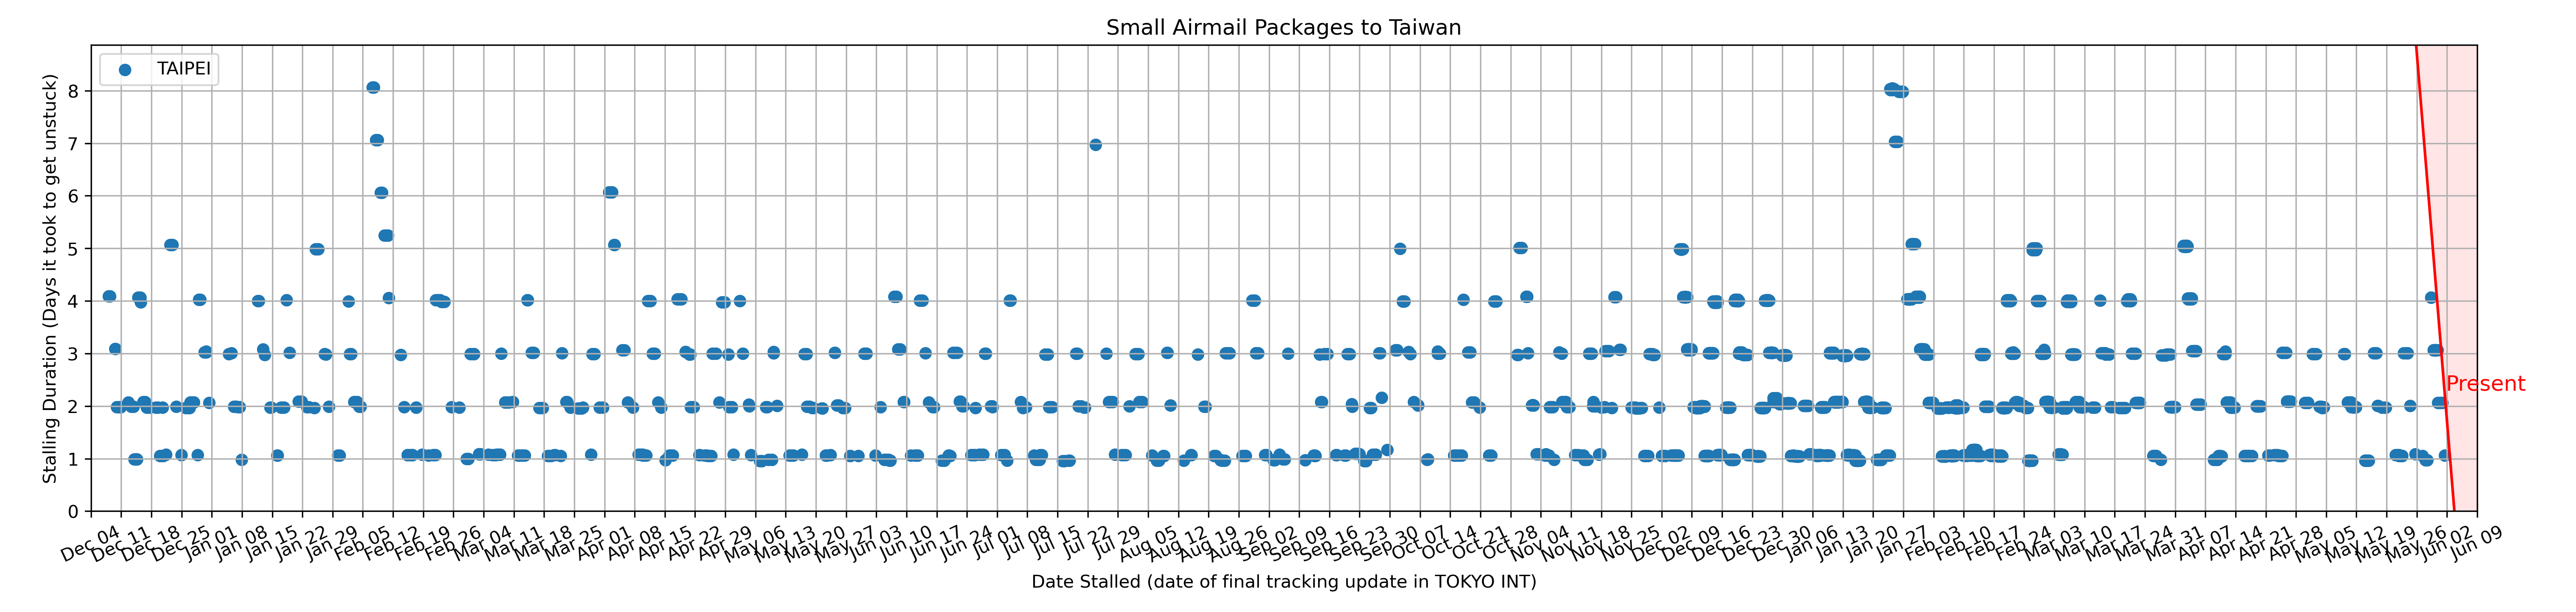 Small Airmail Packages to Taiwan
TAIPEI
Stalling Duration (Days it took to get unstuck)
8
7
6
5
4
3
2
1
0
Present
Dec 04 Dec 11 Dec 18 Dec 25 Jan 01 Jan 08 Jan 15 Jan 22 Jan 29 Feb 05 Feb 12 Feb 19 Feb 26 Mar 04 Mar 11 Mar 18 Mar 25 Apr 01 Apr 08 Apr 15 Apr 22 Apr 29 May 06 May 13 May 20 May 27 Jun 03 Jun 10 Jun 17 Jun 24 Jul 01 Jul 08 Jul 15 Jul 22 Jul 29 Aug 05 Aug 12 Aug 19 Aug 26 Sep 02 Sep 09 Sep 16 Sep 23 Sep 30 Oct 07 Oct 14 Oct 21 Oct 28 Nov 04 Nov 11 Nov 18 Nov 25 Dec 02 Dec 09 Dec 16 Dec 23 Dec 30 Jan 06 Jan 13 Jan 20 Jan 27 Feb 03 Feb 10 Feb 17 Feb 24 Mar 03 Mar 10 Mar 17 Mar 24 Mar 31 Apr 07 Apr 14 Apr 21 Apr 28 May 05 May 12 May 19 May 26 Jun 02 Jun 09
Date Stalled (date of final tracking update in TOKYO INT)